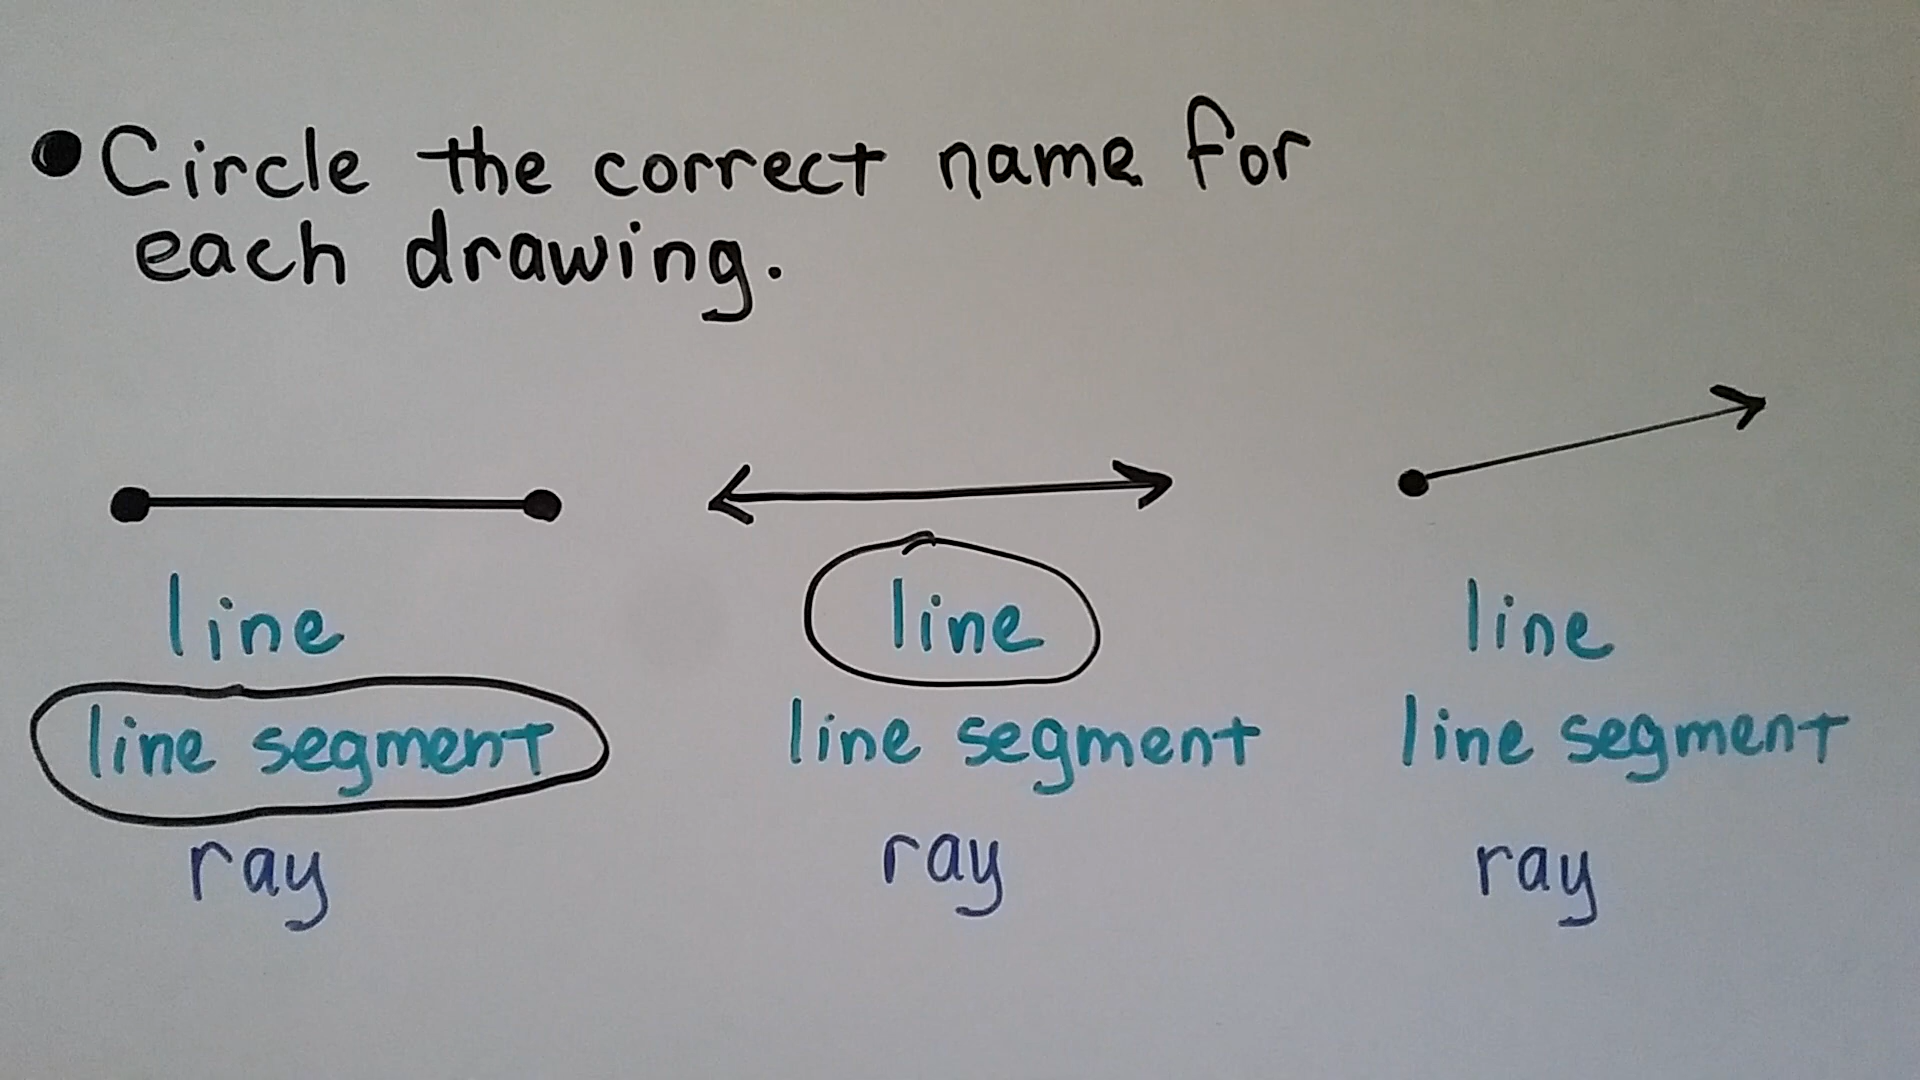 Circle the correct name for
each drawing.
line
line segment
ray
line
line segment
ray
line
line segment
ray